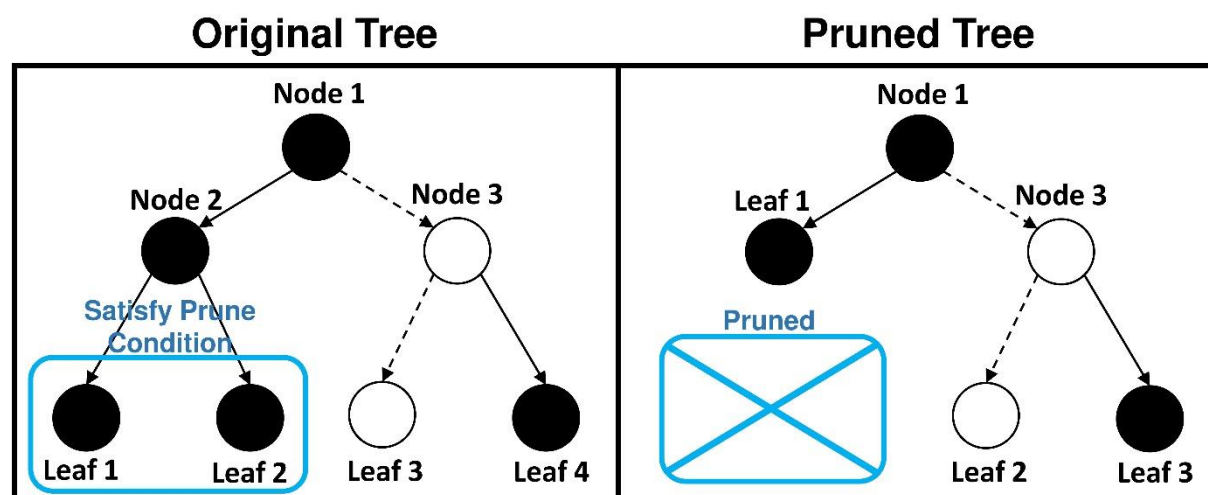 Original Tree
Pruned Tree
Node 1
Node 2
Node 3
Satisfy Prune
Condition
Leaf 1
Leaf 2
Leaf 3
Leaf 4
Node 1
Leaf 1
Node 3
Pruned
Leaf 2
Leaf 3